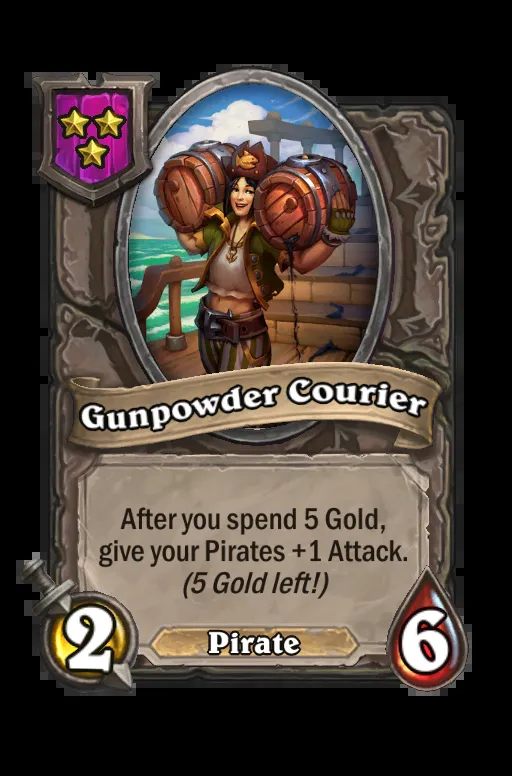 Gunpowder Courier
After you spend 5 Gold,
give your Pirates +1 Attack.
(5 Gold left!)
2
Pirate
6